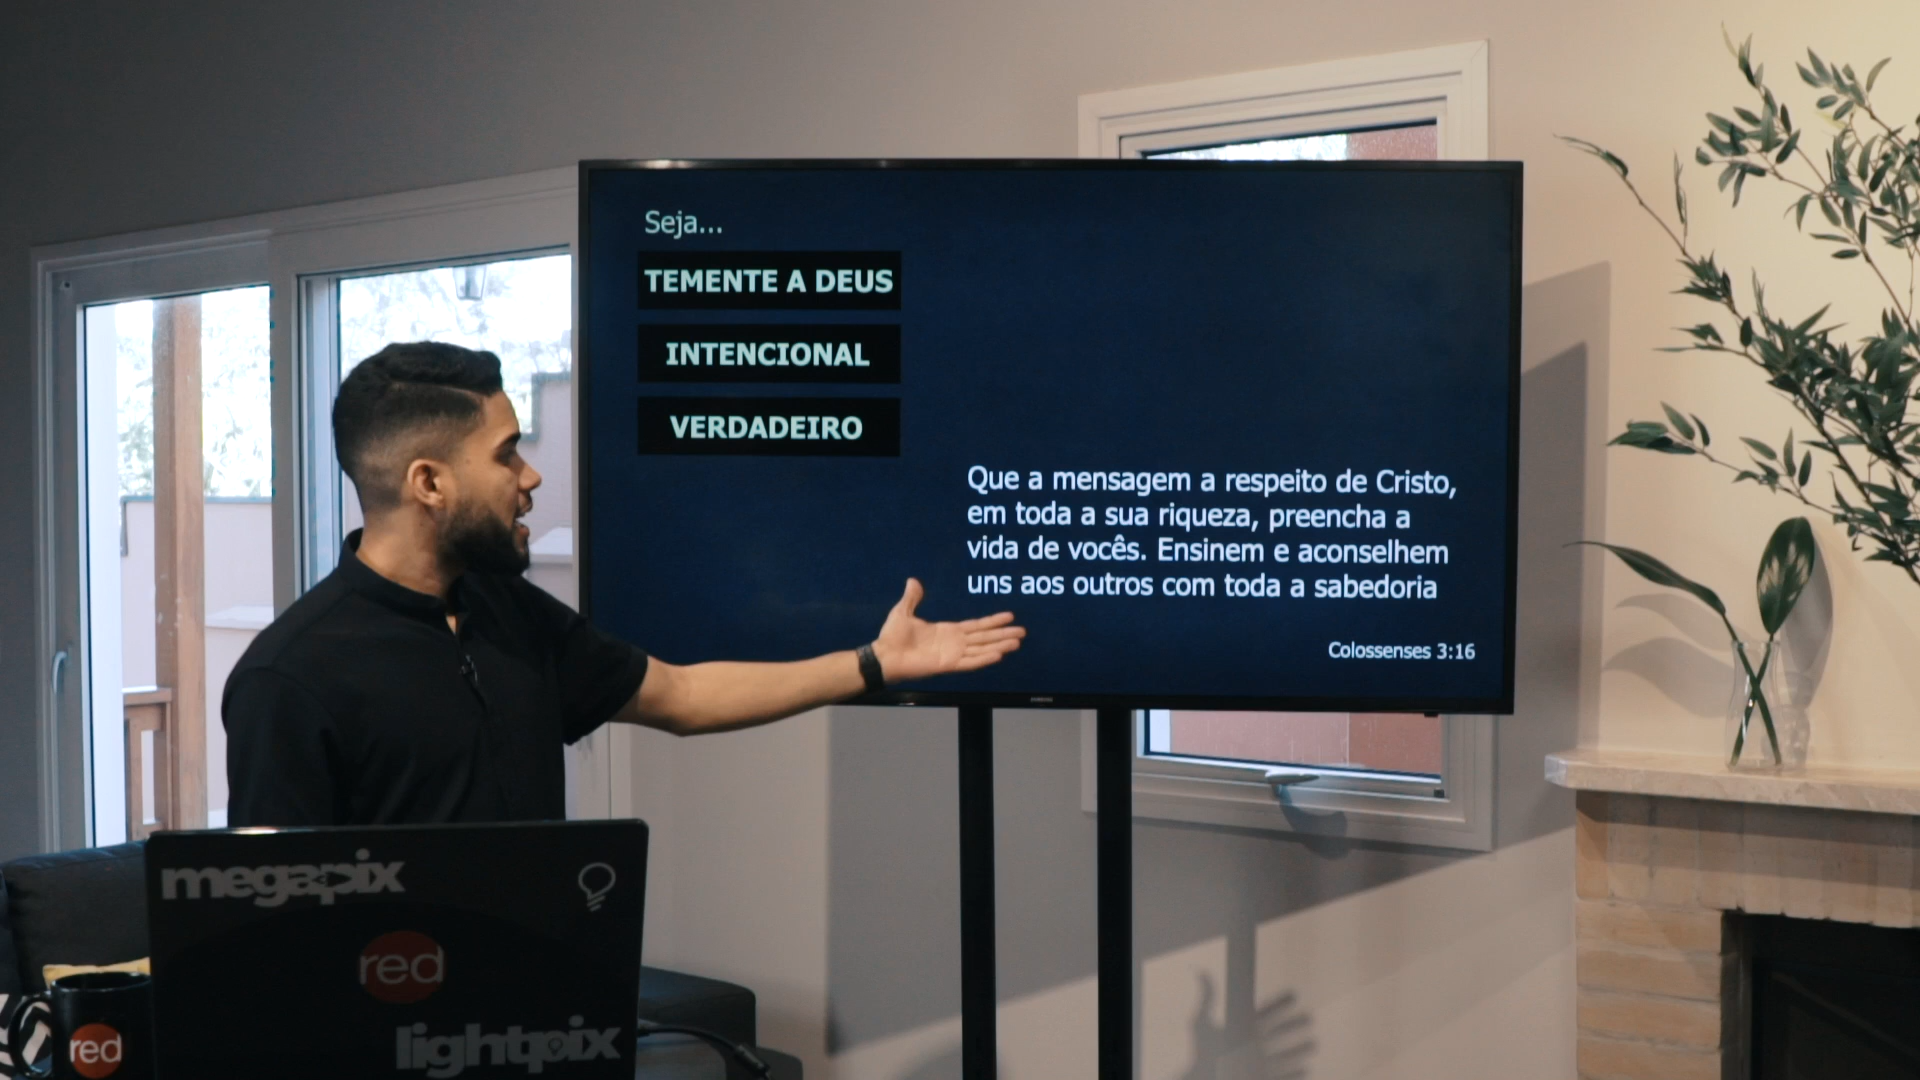 Seja...
TEMENTE A DEUS
INTENCIONAL
VERDADEIRO
Que a mensagem a respeito de Cristo,
em toda a sua riqueza, preencha a
vida de vocês. Ensinem e aconselhem
uns aos outros com toda a sabedoria
Colossenses 3:16
megapix
red
lightpix
red